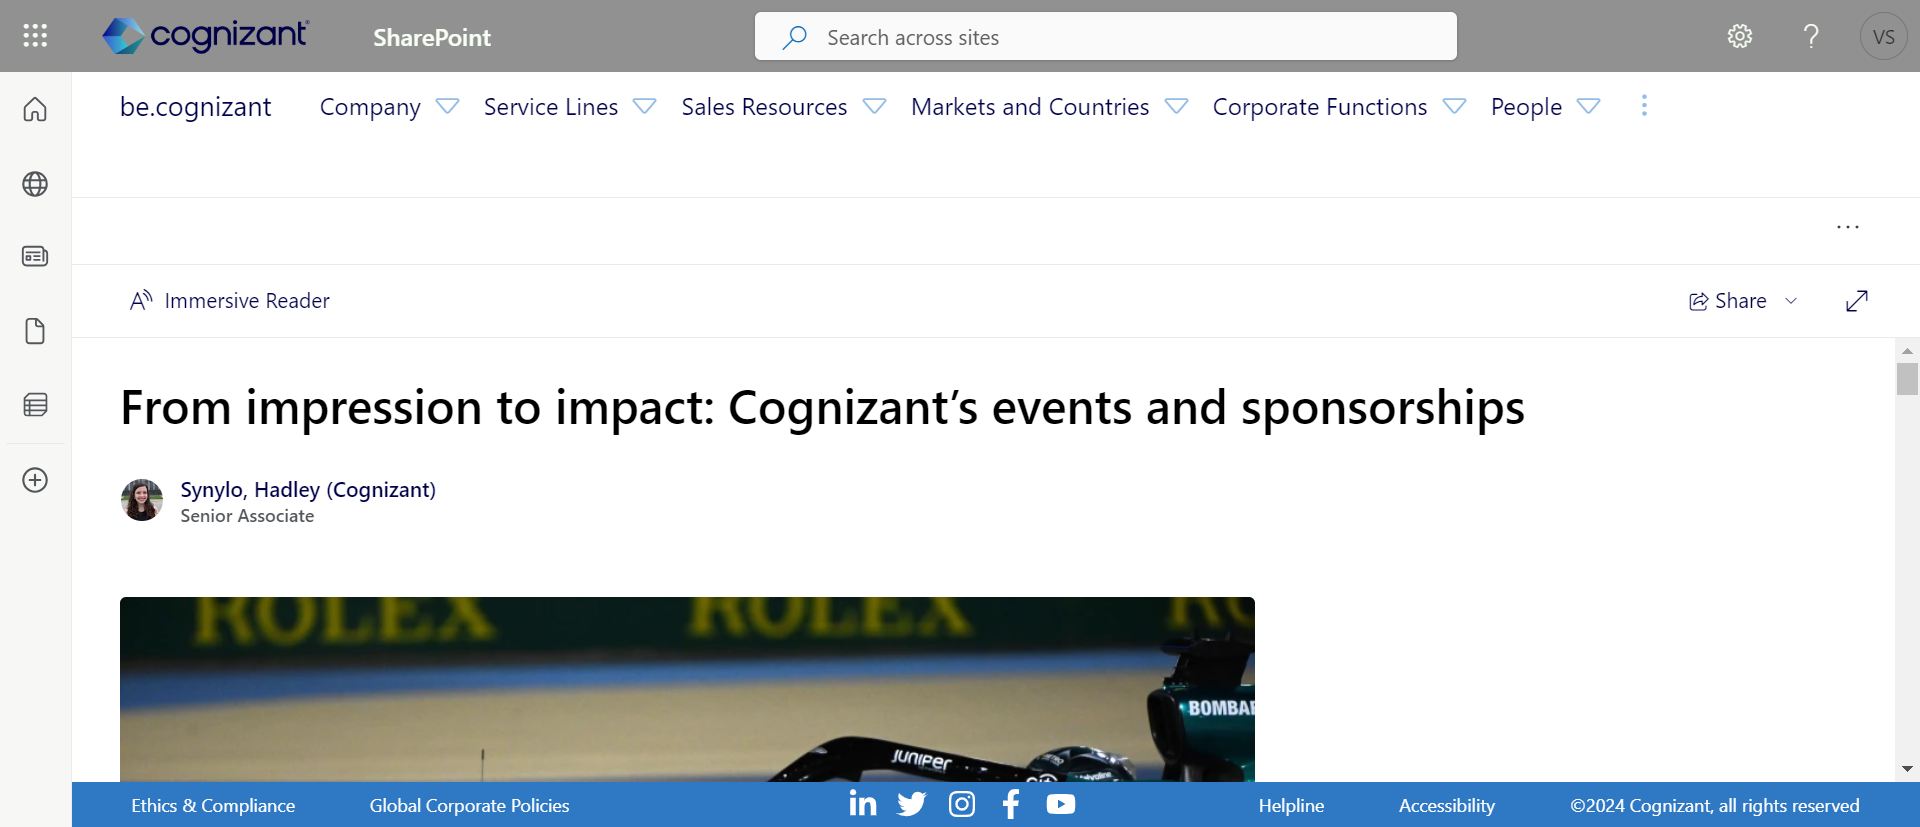 cognizant
SharePoint
Search across sites
VS
be.cognizant
Company
Service Lines
Sales Resources
Markets and Countries
Corporate Functions
People
Immersive Reader
Share
From impression to impact: Cognizant’s events and sponsorships
Synylo, Hadley (Cognizant)
Senior Associate
ROLEX ROLEX
BOMBA
JUNIPER
Ethics & Compliance
Global Corporate Policies
Helpline
Accessibility
©2024 Cognizant, all rights reserved